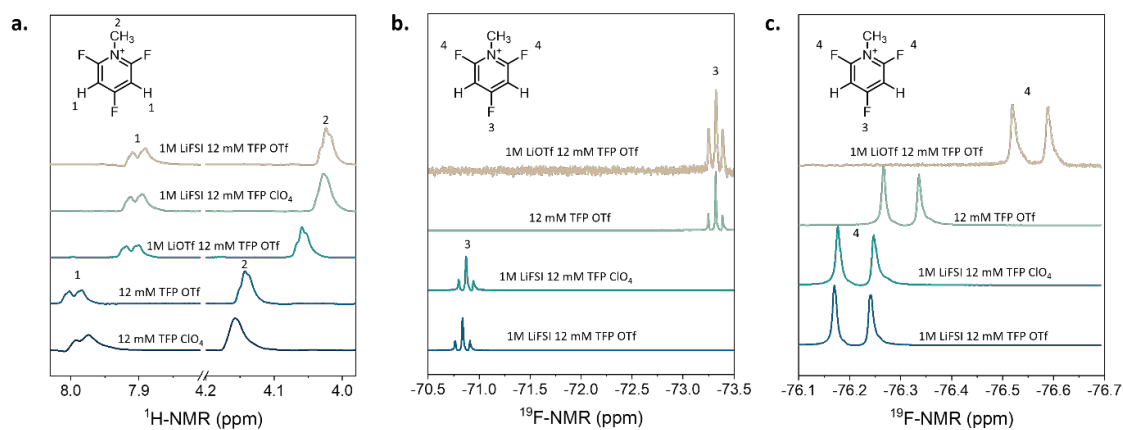 a.
2
CH₃
F N⁺ F
H H
1 F 1
1
2
1M LiFSI 12 mM TFP OTf
1M LiFSI 12 mM TFP ClO₄
1M LiOTf 12 mM TFP OTf
1
2
12 mM TFP OTf
12 mM TFP ClO₄
8.0 7.9 4.2 4.1 4.0
¹H-NMR (ppm)
b.
CH₃
4 4
F N⁺ F
H H
F
3
3
1M LiOTf 12 mM TFP OTf
12 mM TFP OTf
3
1M LiFSI 12 mM TFP ClO₄
1M LiFSI 12 mM TFP OTf
-70.5 -71.0 -71.5 -72.0 -72.5 -73.0 -73.5
¹⁹F-NMR (ppm)
c.
CH₃
4 4
F N⁺ F
H H
F
3
4
1M LiOTf 12 mM TFP OTf
12 mM TFP OTf
4
1M LiFSI 12 mM TFP ClO₄
1M LiFSI 12 mM TFP OTf
-76.1 -76.2 -76.3 -76.4 -76.5 -76.6 -76.7
¹⁹F-NMR (ppm)